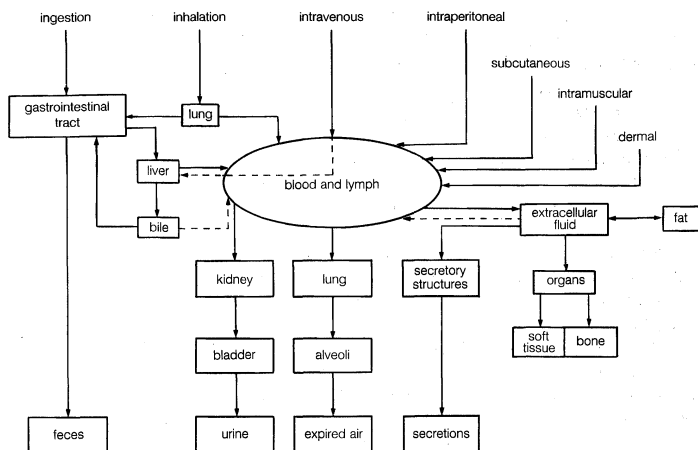 ingestion
inhalation
intravenous
intraperitoneal
subcutaneous
intramuscular
dermal
gastrointestinal
tract
lung
liver
bile
blood and lymph
extracellular
fluid
fat
kidney
lung
secretory
structures
organs
soft
tissue
bone
bladder
alveoli
feces
urine
expired air
secretions